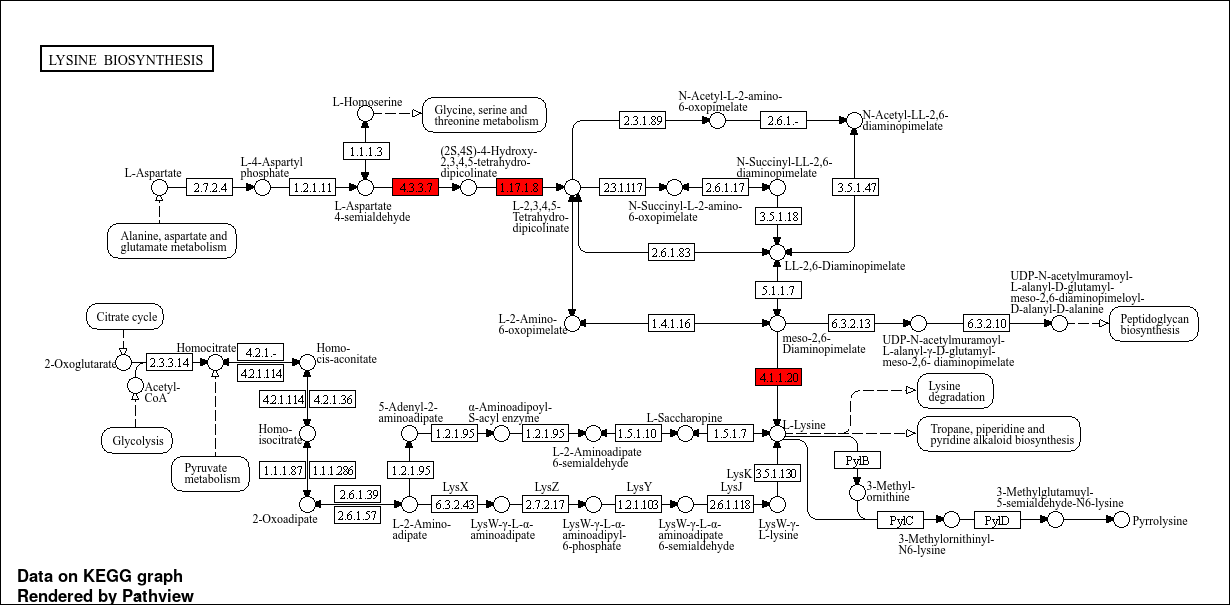 LYSINE BIOSYNTHESIS
L-Homoserine
Glycine, serine and
threonine metabolism
N-Acetyl-L-2-amino-
6-oxopimelate
2.3.1.89
2.6.1.-
N-Acetyl-LL-2,6-
diaminopimelate
1.1.1.3
L-Aspartate
L-4-Aspartyl
phosphate
(2S,4S)-4-Hydroxy-
2,3,4,5-tetrahydro-
dipicolinate
N-Succinyl-LL-2,6-
diaminopimelate
2.7.2.4
1.2.1.11
4.3.3.7
1.17.1.8
2.3.1.117
2.6.1.17
3.5.1.47
L-Aspartate
4-semialdehyde
L-2,3,4,5-
Tetrahydro-
dipicolinate
N-Succinyl-L-2-amino-
6-oxopimelate
3.5.1.18
Alanine, aspartate and
glutamate metabolism
2.6.1.83
LL-2,6-Diaminopimelate
5.1.1.7
UDP-N-acetylmuramoyl-
L-alanyl-D-glutamyl-
meso-2,6-diaminopimeloyl-
D-alanyl-D-alanine
Citrate cycle
L-2-Amino-
6-oxopimelate
1.4.1.16
6.3.2.13
6.3.2.10
Peptidoglycan
biosynthesis
meso-2,6-
Diaminopimelate
UDP-N-acetylmuramoyl-
L-alanyl-γ-D-glutamyl-
meso-2,6- diaminopimelate
2-Oxoglutarate
2.3.3.14
Homocitrate
4.2.1.-
4.2.1.114
Homo-
cis-aconitate
Acetyl-
CoA
4.1.1.20
Lysine
degradation
4.2.1.114
4.2.1.36
Glycolysis
Homo-
isocitrate
5-Adenyl-2-
aminoadipate
α-Aminoadipoyl-
S-acyl enzyme
L-Saccharopine
L-Lysine
1.2.1.95
1.2.1.95
1.5.1.10
1.5.1.7
Tropane, piperidine and
pyridine alkaloid biosynthesis
L-2-Aminoadipate
6-semialdehyde
Pyruvate
metabolism
1.1.1.87
1.1.1.286
1.2.1.95
LysK
3.5.1.130
PylB
2.6.1.39
2.6.1.57
LysX
LysZ
LysY
LysJ
6.3.2.43
2.7.2.17
1.2.1.103
2.6.1.118
3-Methyl-
ornithine
3-Methylglutamuyl-
5-semialdehyde-N6-lysine
2-Oxoadipate
L-2-Amino-
adipate
LysW-γ-L-α-
aminoadipate
LysW-γ-L-α-
aminoadipyl-
6-phosphate
LysW-γ-L-α-
aminoadipate
6-semialdehyde
LysW-γ-
L-lysine
PylC
PylD
Pyrrolysine
3-Methylornithinyl-
N6-lysine
Data on KEGG graph
Rendered by Pathview